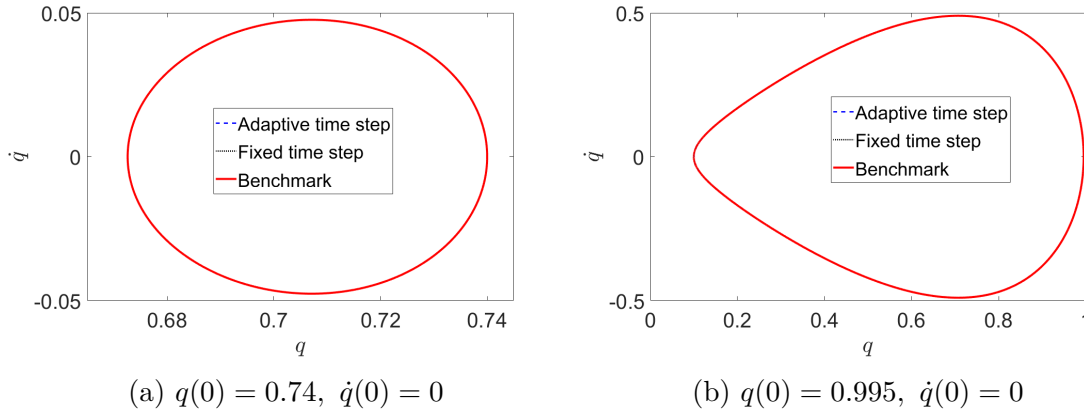 0.05
0
-0.05
q̇
Adaptive time step
Fixed time step
Benchmark
0.68
0.7
0.72
0.74
q
(a) q(0) = 0.74, q̇(0) = 0
0.5
0
-0.5
q̇
Adaptive time step
Fixed time step
Benchmark
0
0.2
0.4
0.6
0.8
1
q
(b) q(0) = 0.995, q̇(0) = 0